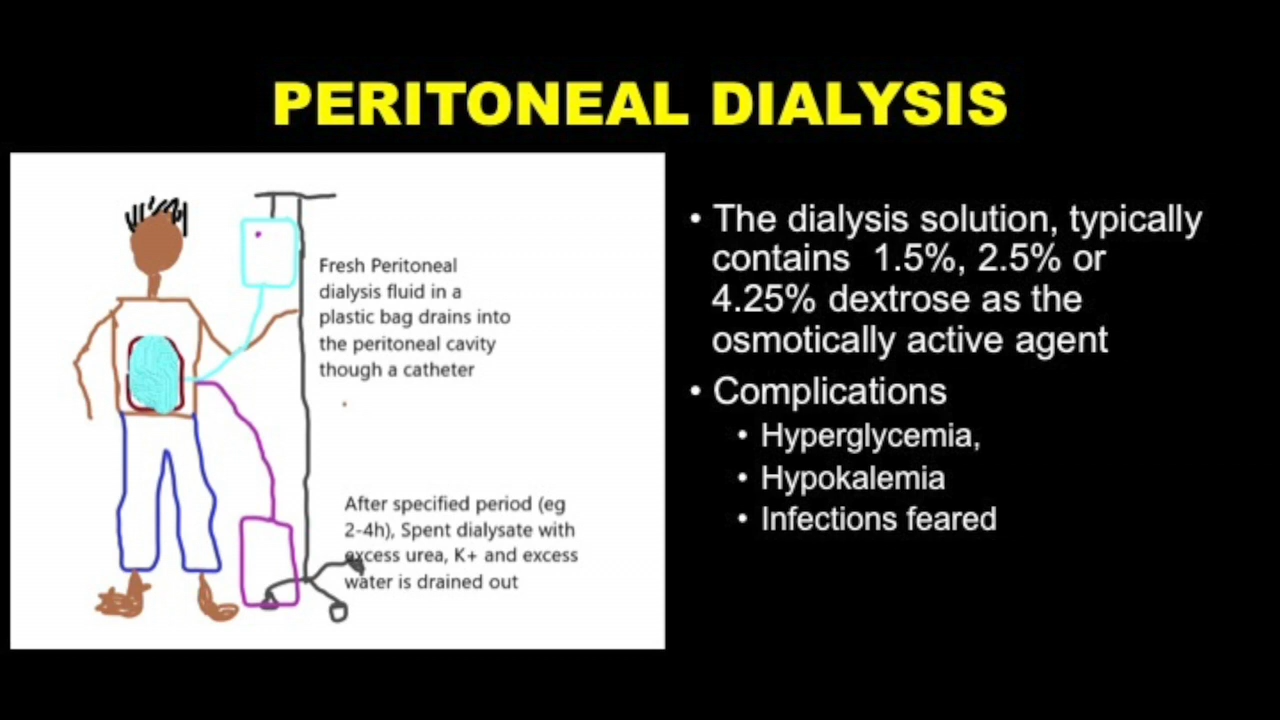 PERITONEAL DIALYSIS
Fresh Peritoneal
dialysis fluid in a
plastic bag drains into
the peritoneal cavity
though a catheter
After specified period (eg
2-4h), Spent dialysate with
excess urea, K+ and excess
water is drained out
• The dialysis solution, typically
contains 1.5%, 2.5% or
4.25% dextrose as the
osmotically active agent
• Complications
• Hyperglycemia,
• Hypokalemia
• Infections feared